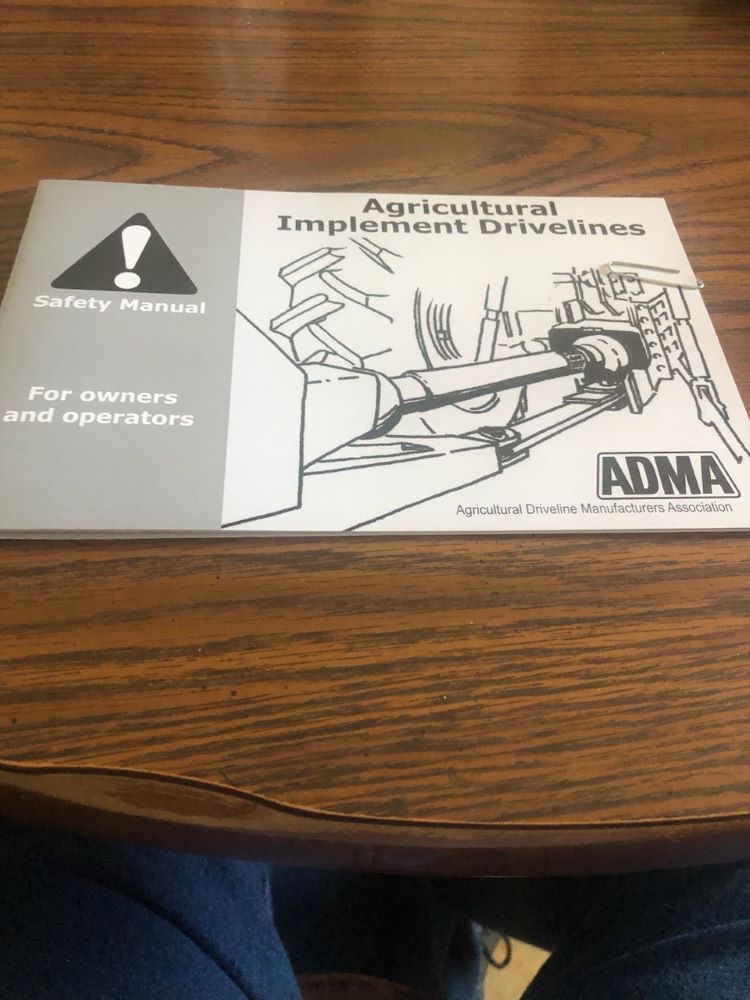 Agricultural
Implement Drivelines
Safety Manual
For owners
and operators
ADMA
Agricultural Driveline Manufacturers Association